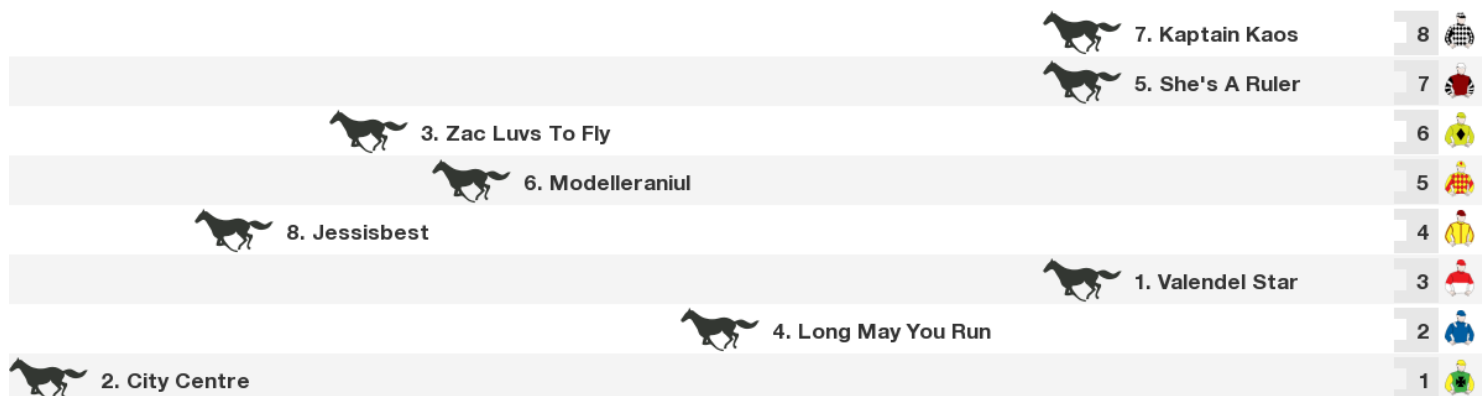 7. Kaptain Kaos 8
5. She's A Ruler 7
3. Zac Luvs To Fly 6
6. Modelleraniul 5
8. Jessisbest 4
1. Valendel Star 3
4. Long May You Run 2
2. City Centre 1